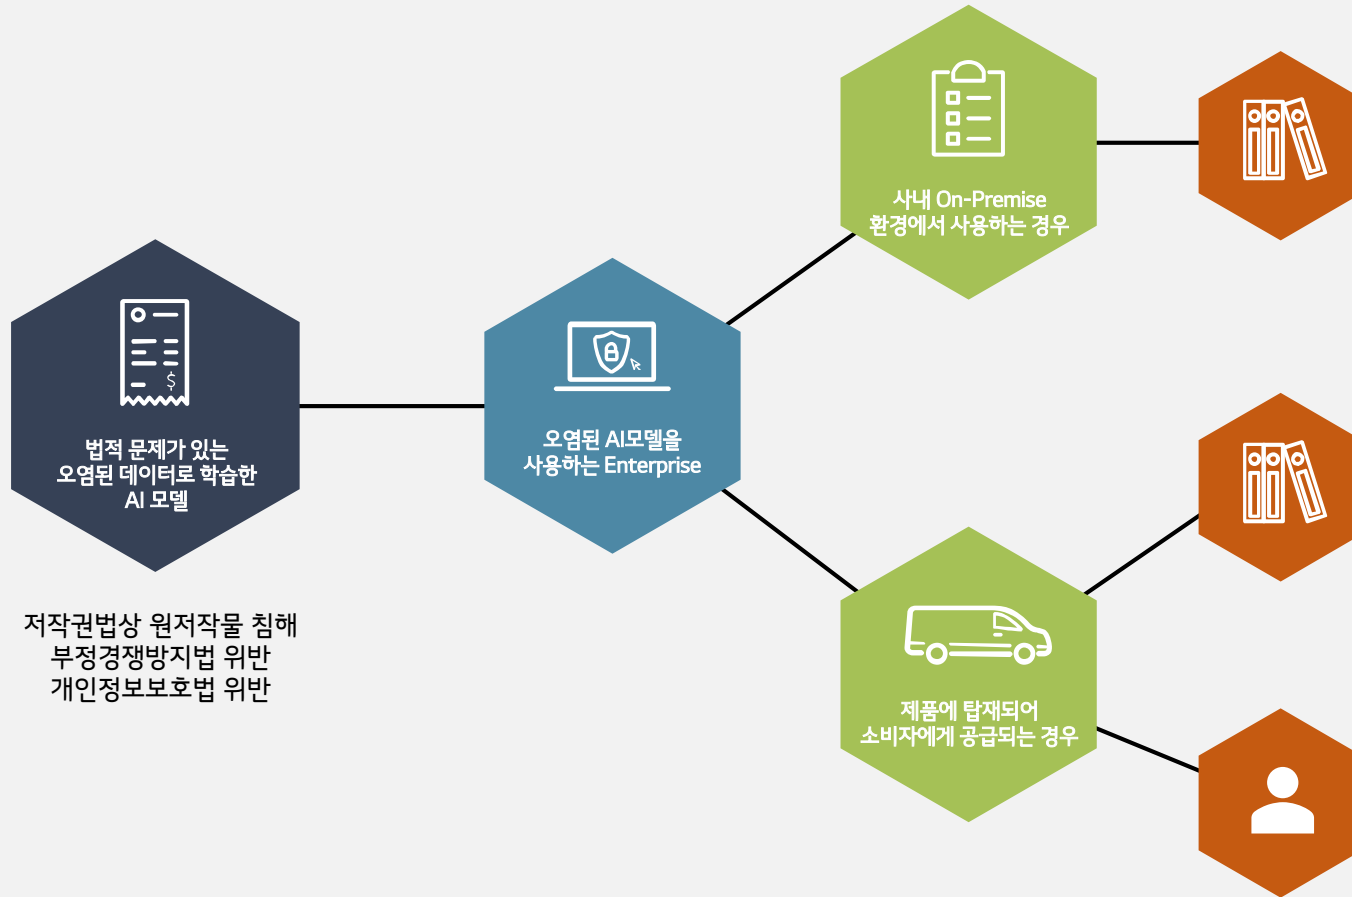 법적 문제가 있는
오염된 데이터로 학습한
AI 모델
저작권법상 원저작물 침해
부정경쟁방지법 위반
개인정보보호법 위반
오염된 AI모델을
사용하는 Enterprise
사내 On-Premise
환경에서 사용하는 경우
제품에 탑재되어
소비자에게 공급되는 경우
$